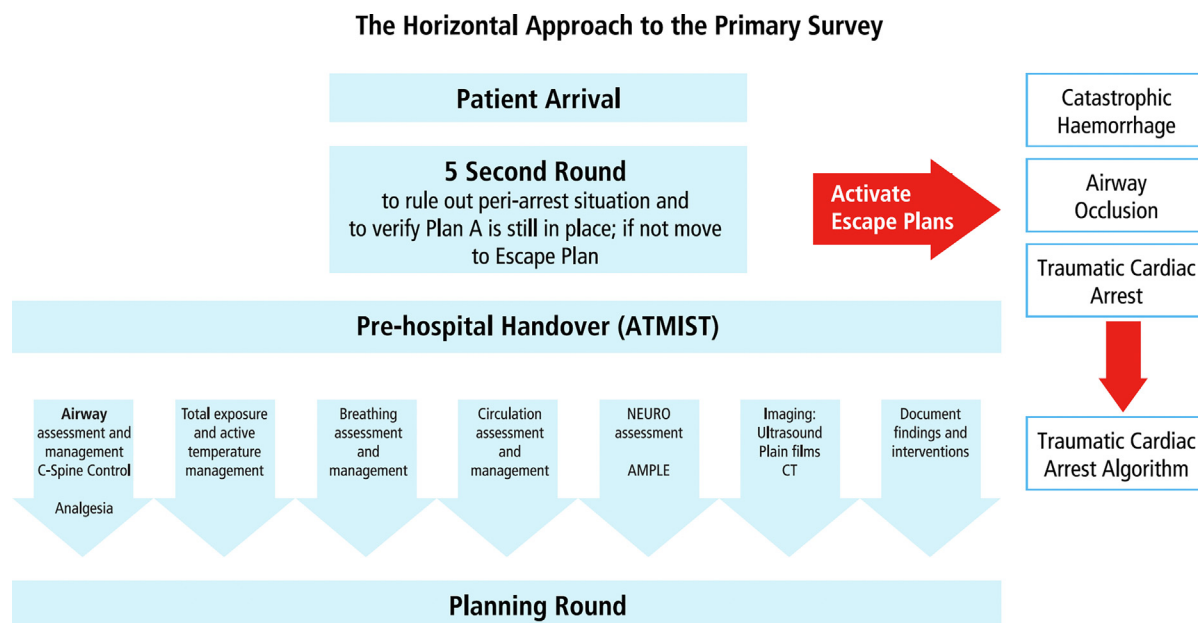 The Horizontal Approach to the Primary Survey
Patient Arrival
5 Second Round
to rule out peri-arrest situation and
to verify Plan A is still in place; if not move
to Escape Plan
Activate
Escape Plans
Catastrophic
Haemorrhage
Airway
Occlusion
Traumatic Cardiac
Arrest
Traumatic Cardiac
Arrest Algorithm
Pre-hospital Handover (ATMIST)
Airway
assessment and
management
C-Spine Control
Analgesia
Total exposure
and active
temperature
management
Breathing
assessment
and
management
Circulation
assessment
and
management
NEURO
assessment
AMPLE
Imaging:
Ultrasound
Plain films
CT
Document
findings and
interventions
Planning Round